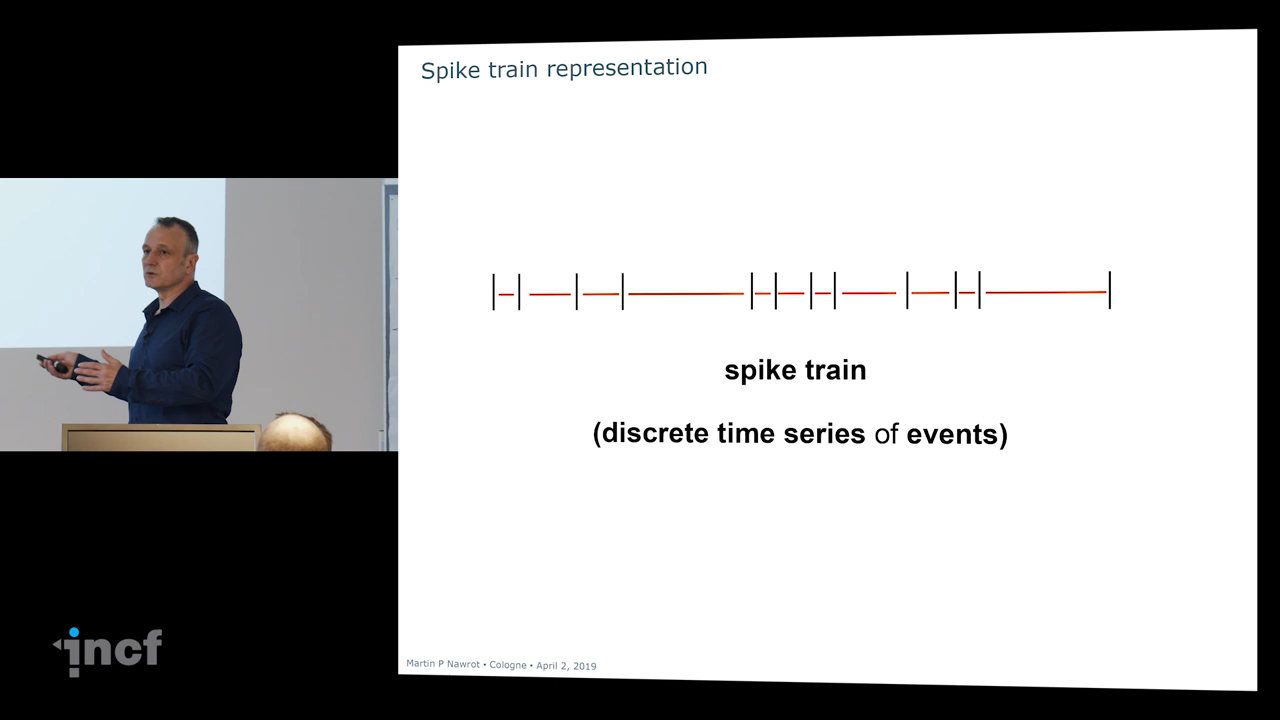 Spike train representation
spike train
(discrete time series of events)
Martin P Nawrot • Cologne • April 2, 2019
incf